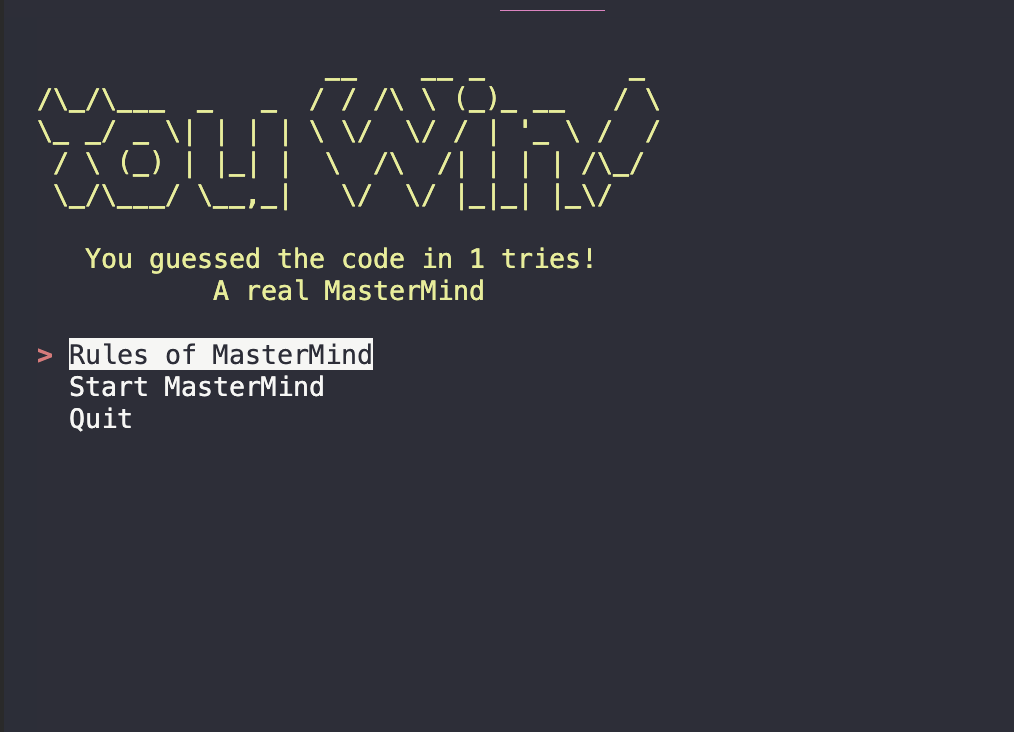 You Win!
You guessed the code in 1 tries!
A real MasterMind
> Rules of MasterMind
Start MasterMind
Quit